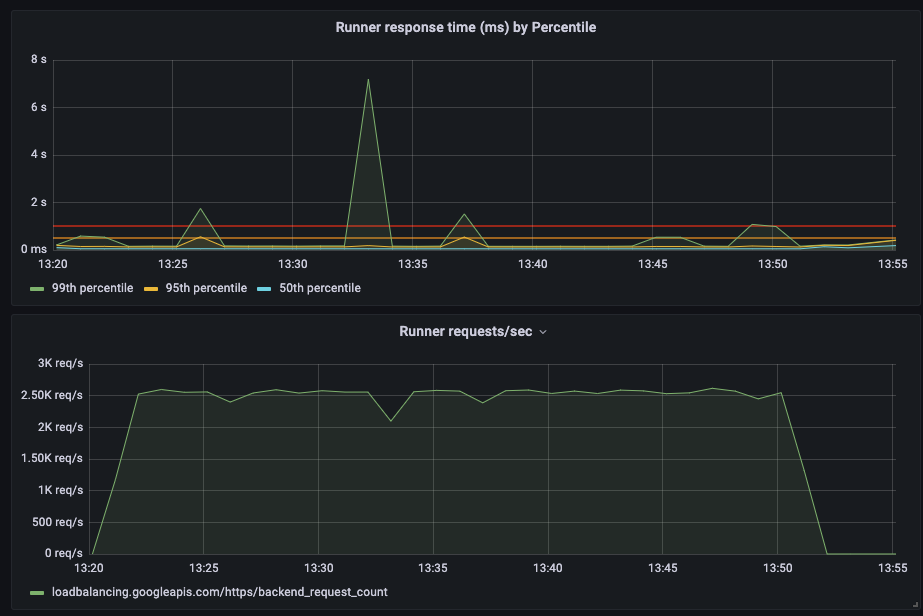 Runner response time (ms) by Percentile
8 s
6 s
4 s
2 s
0 ms
13:20 13:25 13:30 13:35 13:40 13:45 13:50 13:55
99th percentile 95th percentile 50th percentile
Runner requests/sec
3K req/s
2.50K req/s
2K req/s
1.50K req/s
1K req/s
500 req/s
0 req/s
13:20 13:25 13:30 13:35 13:40 13:45 13:50 13:55
loadbalancing.googleapis.com/https/backend_request_count